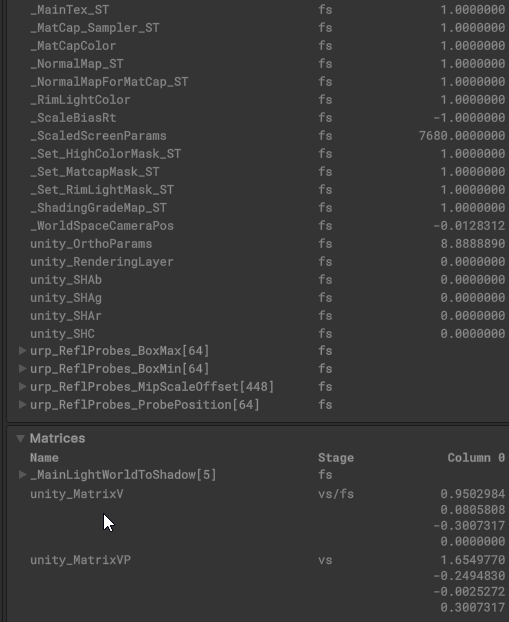 _MainTex_ST fs 1.0000000
_MatCap_Sampler_ST fs 1.0000000
_MatCapColor fs 1.0000000
_NormalMap_ST fs 1.0000000
_NormalMapForMatCap_ST fs 1.0000000
_RimLightColor fs 1.0000000
_ScaleBiasRt fs -1.0000000
_ScaledScreenParams fs 7680.0000000
_Set_HighColorMask_ST fs 1.0000000
_Set_MatcapMask_ST fs 1.0000000
_Set_RimLightMask_ST fs 1.0000000
_ShadingGradeMap_ST fs 1.0000000
_WorldSpaceCameraPos fs -0.0128312
unity_OrthoParams fs 8.8888890
unity_RenderingLayer fs 0.0000000
unity_SHAb fs 0.0000000
unity_SHAg fs 0.0000000
unity_SHAr fs 0.0000000
unity_SHC fs 0.0000000
urp_ReflProbes_BoxMax[64] fs
urp_ReflProbes_BoxMin[64] fs
urp_ReflProbes_MipScaleOffset[448] fs
urp_ReflProbes_ProbePosition[64] fs
Matrices
Name Stage Column 0
_MainLightWorldToShadow[5] fs
unity_MatrixV vs/fs 0.9502984
0.0805808
-0.3007317
0.0000000
unity_MatrixVP vs 1.6549770
-0.2494830
-0.0025272
0.3007317